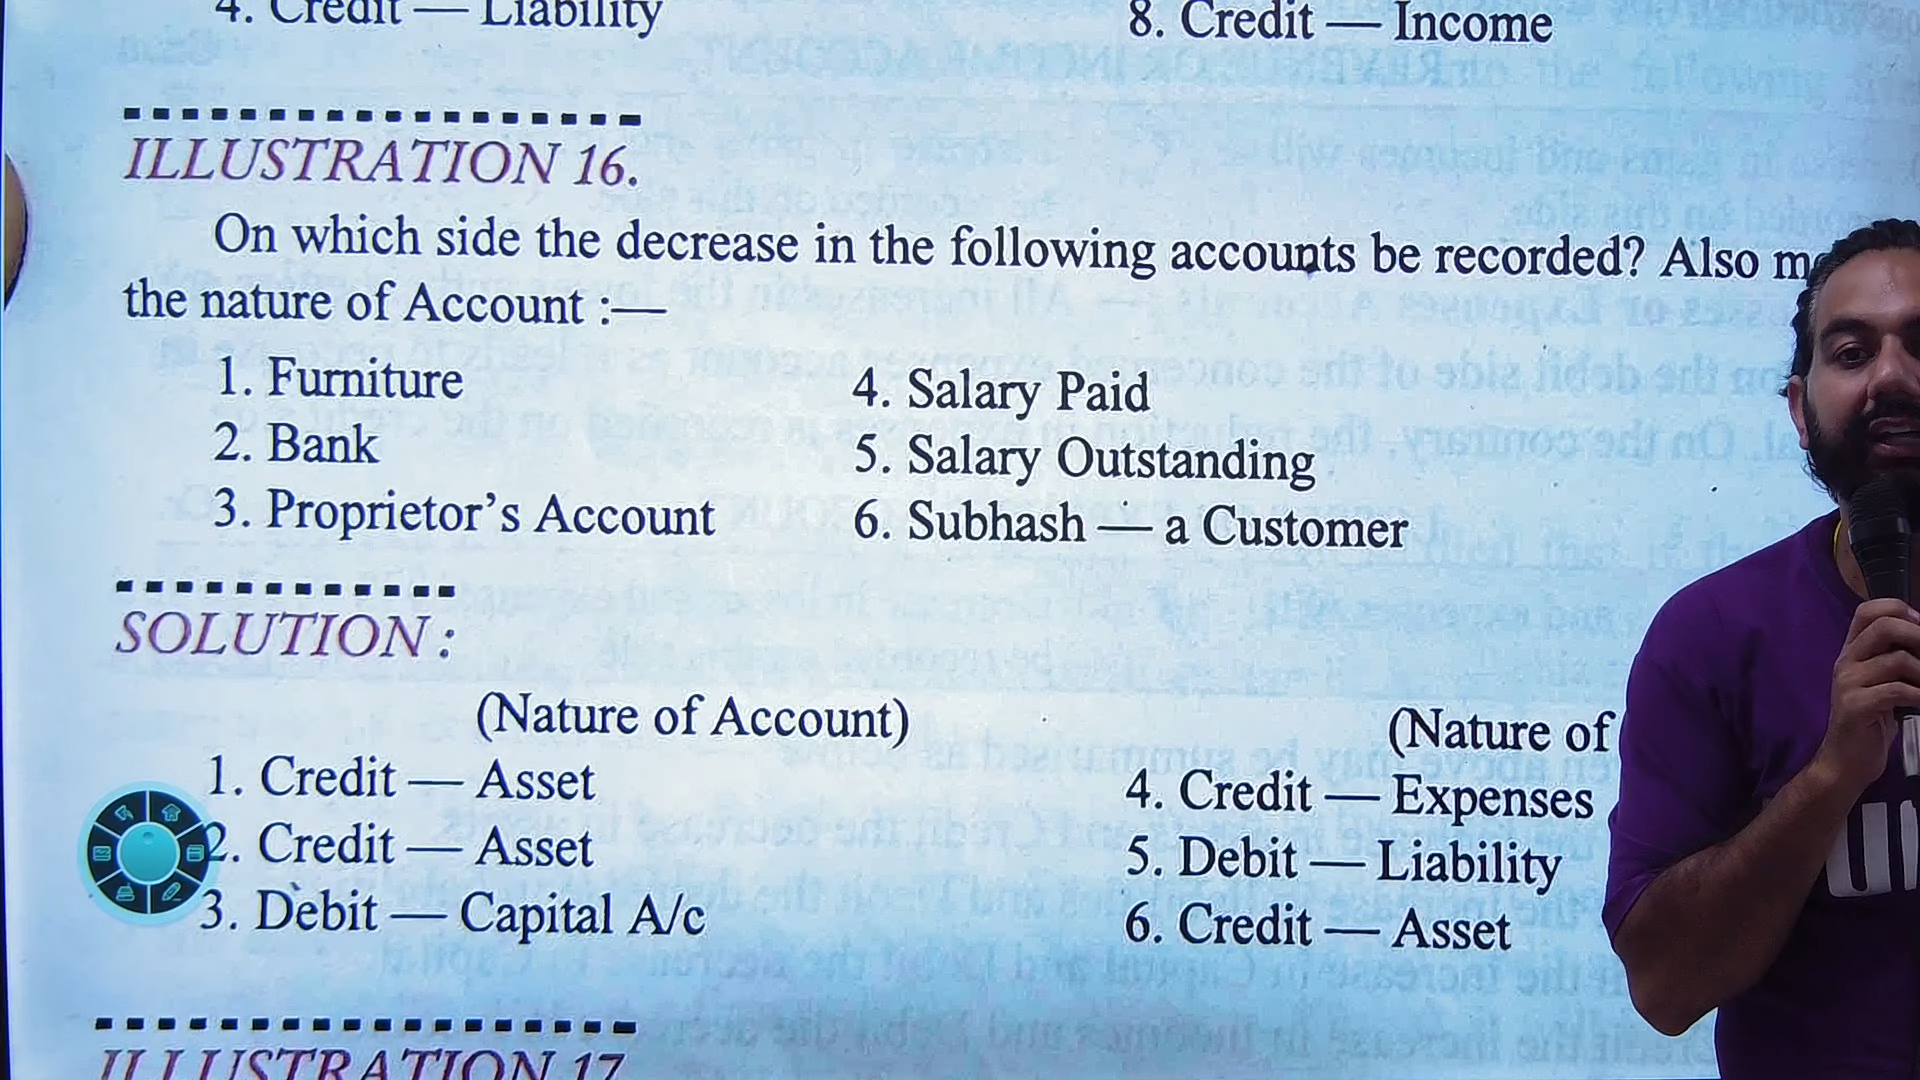 4. Credit — Liability
8. Credit — Income
ILLUSTRATION 16.
On which side the decrease in the following accounts be recorded? Also
the nature of Account :—
1. Furniture
4. Salary Paid
2. Bank
5. Salary Outstanding
3. Proprietor's Account
6. Subhash — a Customer
SOLUTION :
(Nature of Account)
(Nature of
1. Credit — Asset
4. Credit — Expenses
2. Credit — Asset
5. Debit — Liability
3. Debit — Capital A/c
6. Credit — Asset
ILLUSTRATION 17